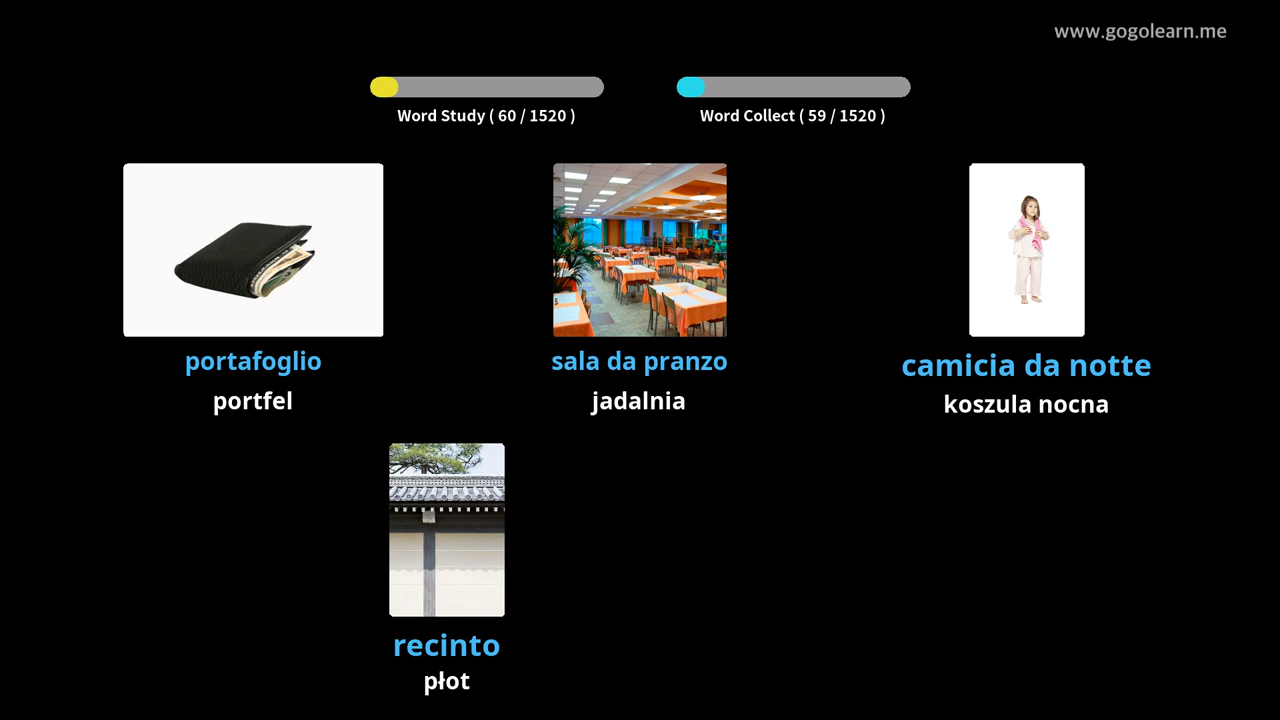 www.gogolearn.me
Word Study ( 60 / 1520 )
Word Collect ( 59 / 1520 )
portafoglio
portfel
sala da pranzo
jadalnia
camicia da notte
koszula nocna
recinto
płot